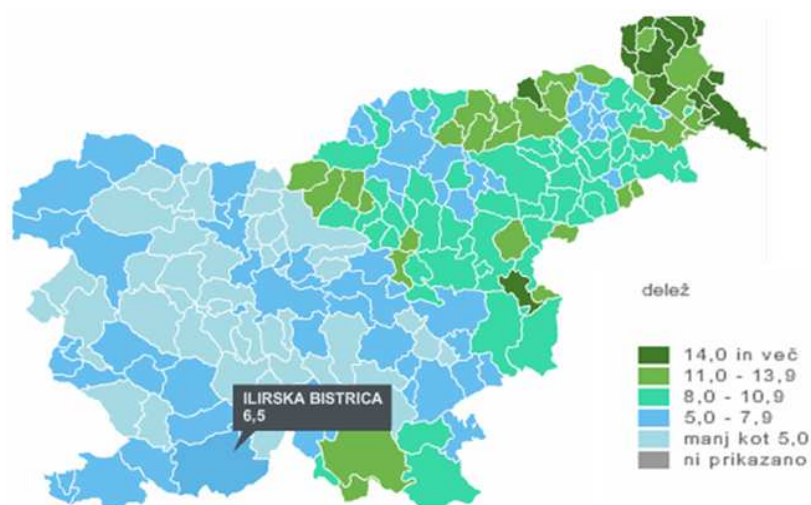 ILIRSKA BISTRICA
6,5
delež
14,0 in več
11,0 - 13,9
8,0 - 10,9
5,0 - 7,9
manj kot 5,0
ni prikazano